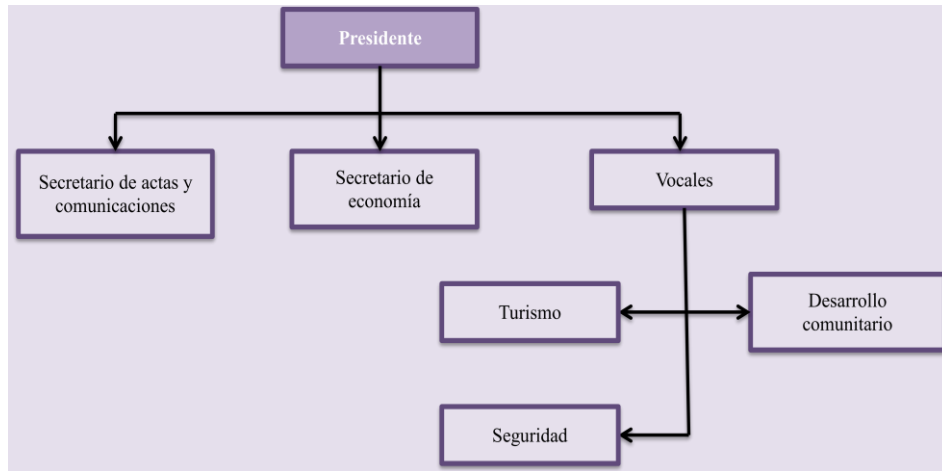 Presidente
Secretario de actas y
comunicaciones
Secretario de
economía
Vocales
Turismo
Desarrollo
comunitario
Seguridad